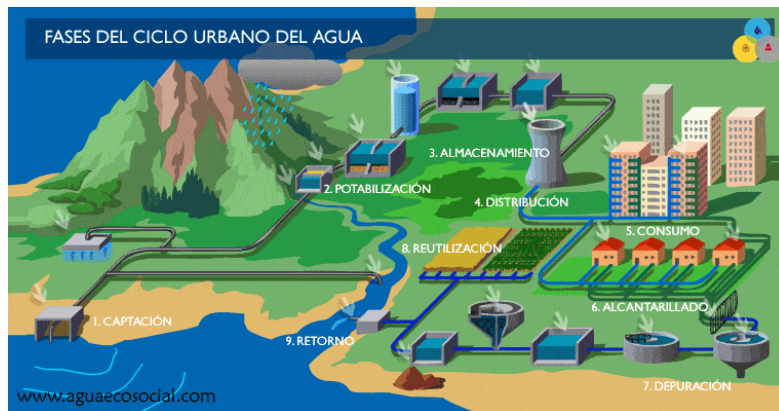 FASES DEL CICLO URBANO DEL AGUA
3. ALMACENAMIENTO
2. POTABILIZACIÓN
4. DISTRIBUCIÓN
5. CONSUMO
8. REUTILIZACIÓN
6. ALCANTARILLADO
1. CAPTACIÓN
9. RETORNO
7. DEPURACIÓN
www.aguaecosocial.com